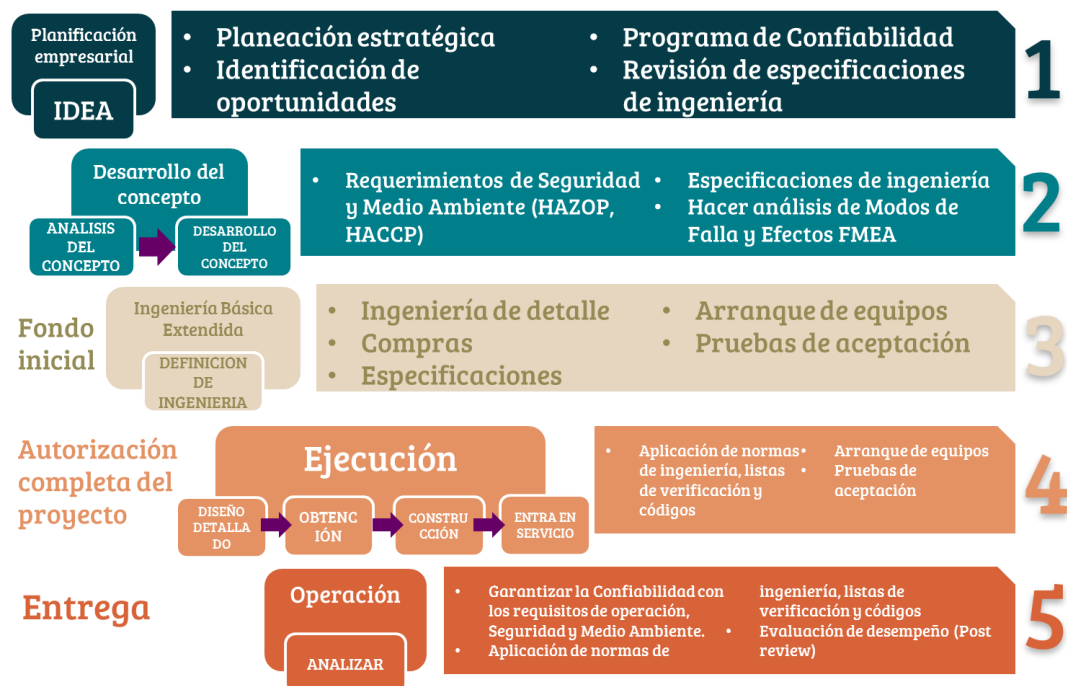 Planificación
empresarial
IDEA
• Planeación estratégica
• Identificación de
oportunidades
• Programa de Confiabilidad
• Revisión de especificaciones
de ingeniería
1
Desarrollo del
concepto
ANALISIS
DEL
CONCEPTO
DESARROLLO
DEL
CONCEPTO
• Requerimientos de Seguridad
y Medio Ambiente (HAZOP,
HACCP)
• Especificaciones de ingeniería
• Hacer análisis de Modos de
Falla y Efectos FMEA
2
Fondo
inicial
Ingeniería Básica
Extendida
DEFINICION
DE
INGENIERIA
• Ingeniería de detalle
• Compras
• Especificaciones
• Arranque de equipos
• Pruebas de aceptación
3
Autorización
completa del
proyecto
Ejecución
DISEÑO
DETALLA
DO
OBTENC
IÓN
CONSTRU
CCIÓN
ENTRA EN
SERVICIO
• Aplicación de normas
de ingeniería, listas
de verificación y
códigos
• Arranque de equipos
• Pruebas de
aceptación
4
Entrega
Operación
ANALIZAR
• Garantizar la Confiabilidad con
los requisitos de operación,
Seguridad y Medio Ambiente.
• Aplicación de normas de
ingeniería, listas de
verificación y códigos
• Evaluación de desempeño (Post
review)
5